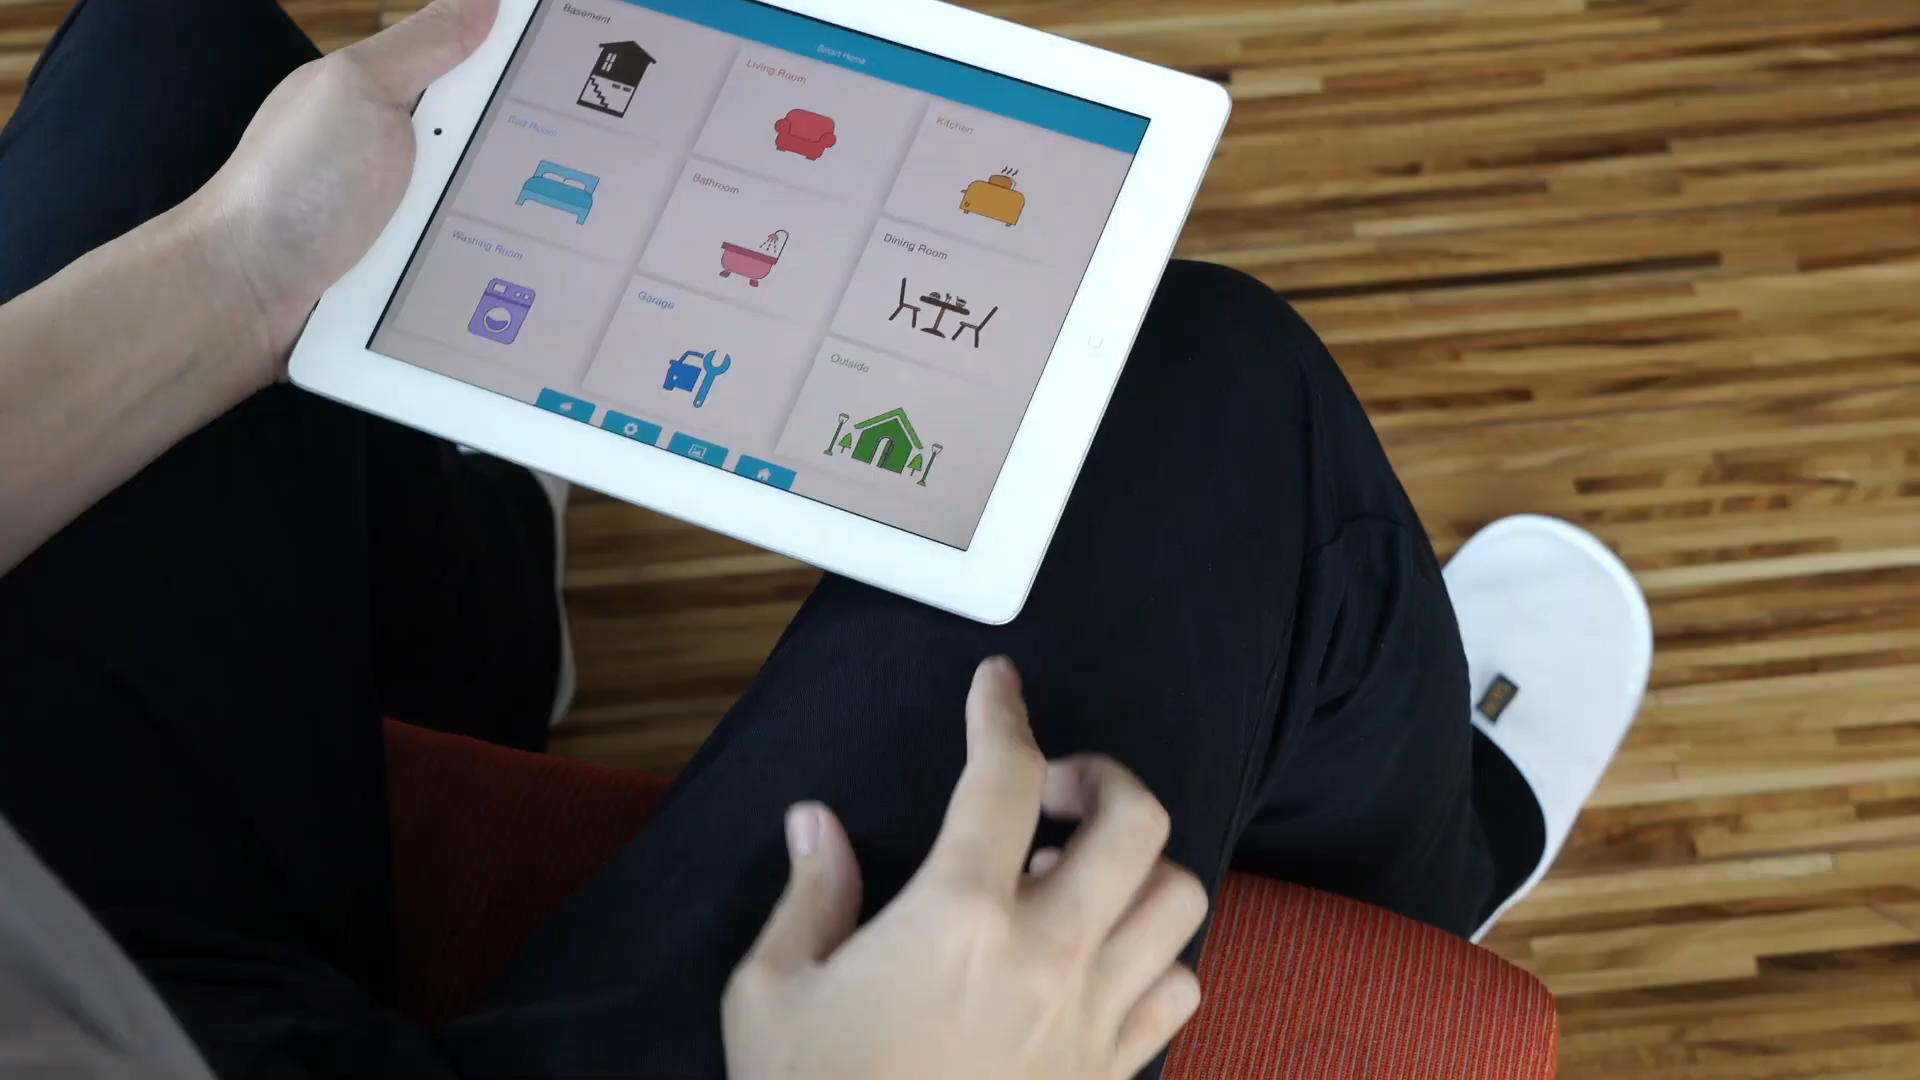 Smart Home
Basement
Living Room
Kitchen
Bed Room
Bathroom
Dining Room
Washing Room
Garage
Outside